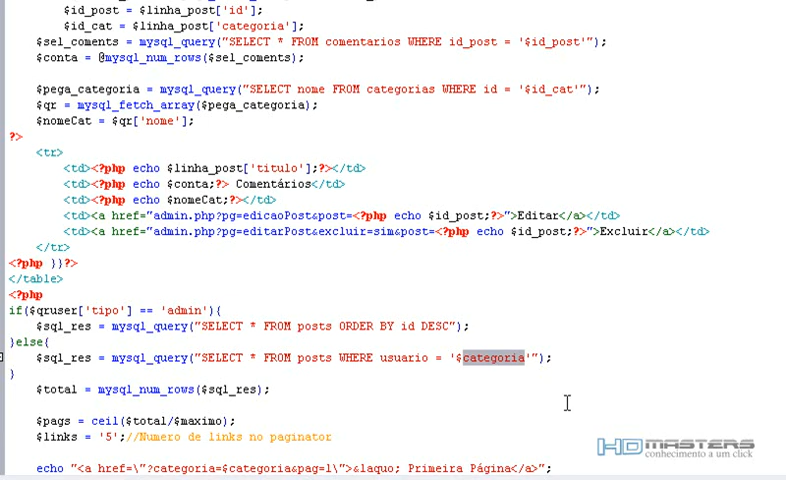 $id_post = $linha_post['id'];
$id_cat = $linha_post['categoria'];
$sel_coments = mysql_query("SELECT * FROM comentarios WHERE id_post = '$id_post'");
$conta = @mysql_num_rows($sel_coments);
$pega_categoria = mysql_query("SELECT nome FROM categorias WHERE id = '$id_cat'");
$qr = mysql_fetch_array($pega_categoria);
$nomeCat = $qr['nome'];
?>
<tr>
<td><?php echo $linha_post['titulo'];?></td>
<td><?php echo $conta;?> Comentários</td>
<td><?php echo $nomeCat;?></td>
<td><a href="admin.php?pg=edicaoPost&post=<?php echo $id_post;?>">Editar</a></td>
<td><a href="admin.php?pg=editarPost&excluir=sim&post=<?php echo $id_post;?>">Excluir</a></td>
</tr>
<?php }}?>
</table>
<?php
if($qruser['tipo'] == 'admin'){
$sql_res = mysql_query("SELECT * FROM posts ORDER BY id DESC");
}else{
$sql_res = mysql_query("SELECT * FROM posts WHERE usuario = '$categoria'");
}
$total = mysql_num_rows($sql_res);
$pags = ceil($total/$maximo);
$links = '5';//Numero de links no paginator
HDMASTERS
conhecimento a um click
echo "<a href=\"?categoria=$categoria&pag=1\">&laquo; Primeira Página</a>";